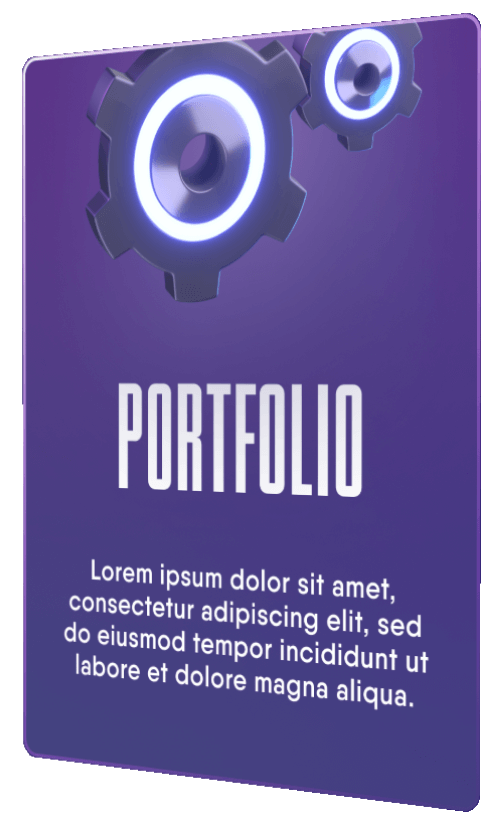 PORTFOLIO
Lorem ipsum dolor sit amet,
consectetur adipiscing elit, sed
do eiusmod tempor incididunt ut
labore et dolore magna aliqua.